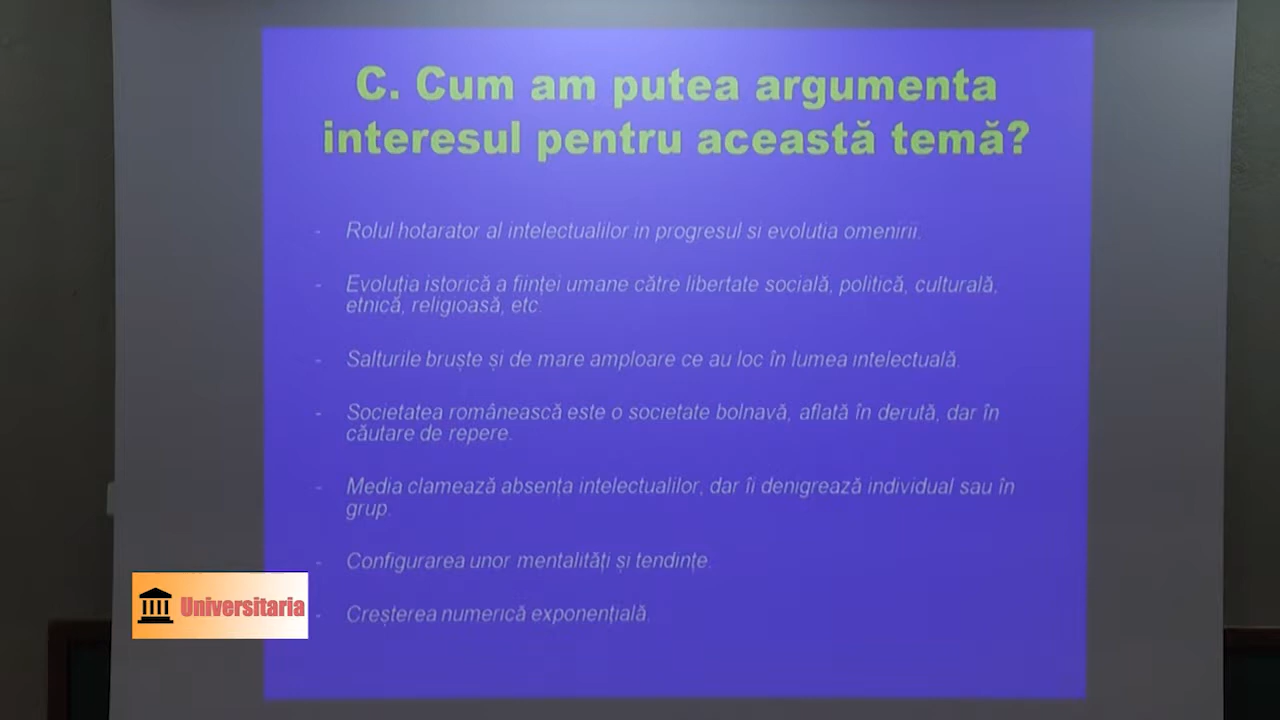 C. Cum am putea argumenta
interesul pentru această temă?
- Rolul hotarator al intelectualilor in progresul si evolutia omenirii.
- Evoluția istorică a ființei umane către libertate socială, politică, culturală,
etnică, religioasă, etc.
- Salturile bruște și de mare amploare ce au loc în lumea intelectuală.
- Societatea românească este o societate bolnavă, aflată în derută, dar în
căutare de repere.
- Media clamează absența intelectualilor, dar îi denigrează individual sau în
grup.
- Configurarea unor mentalități și tendințe.
- Creșterea numerică exponențială.
Universitaria